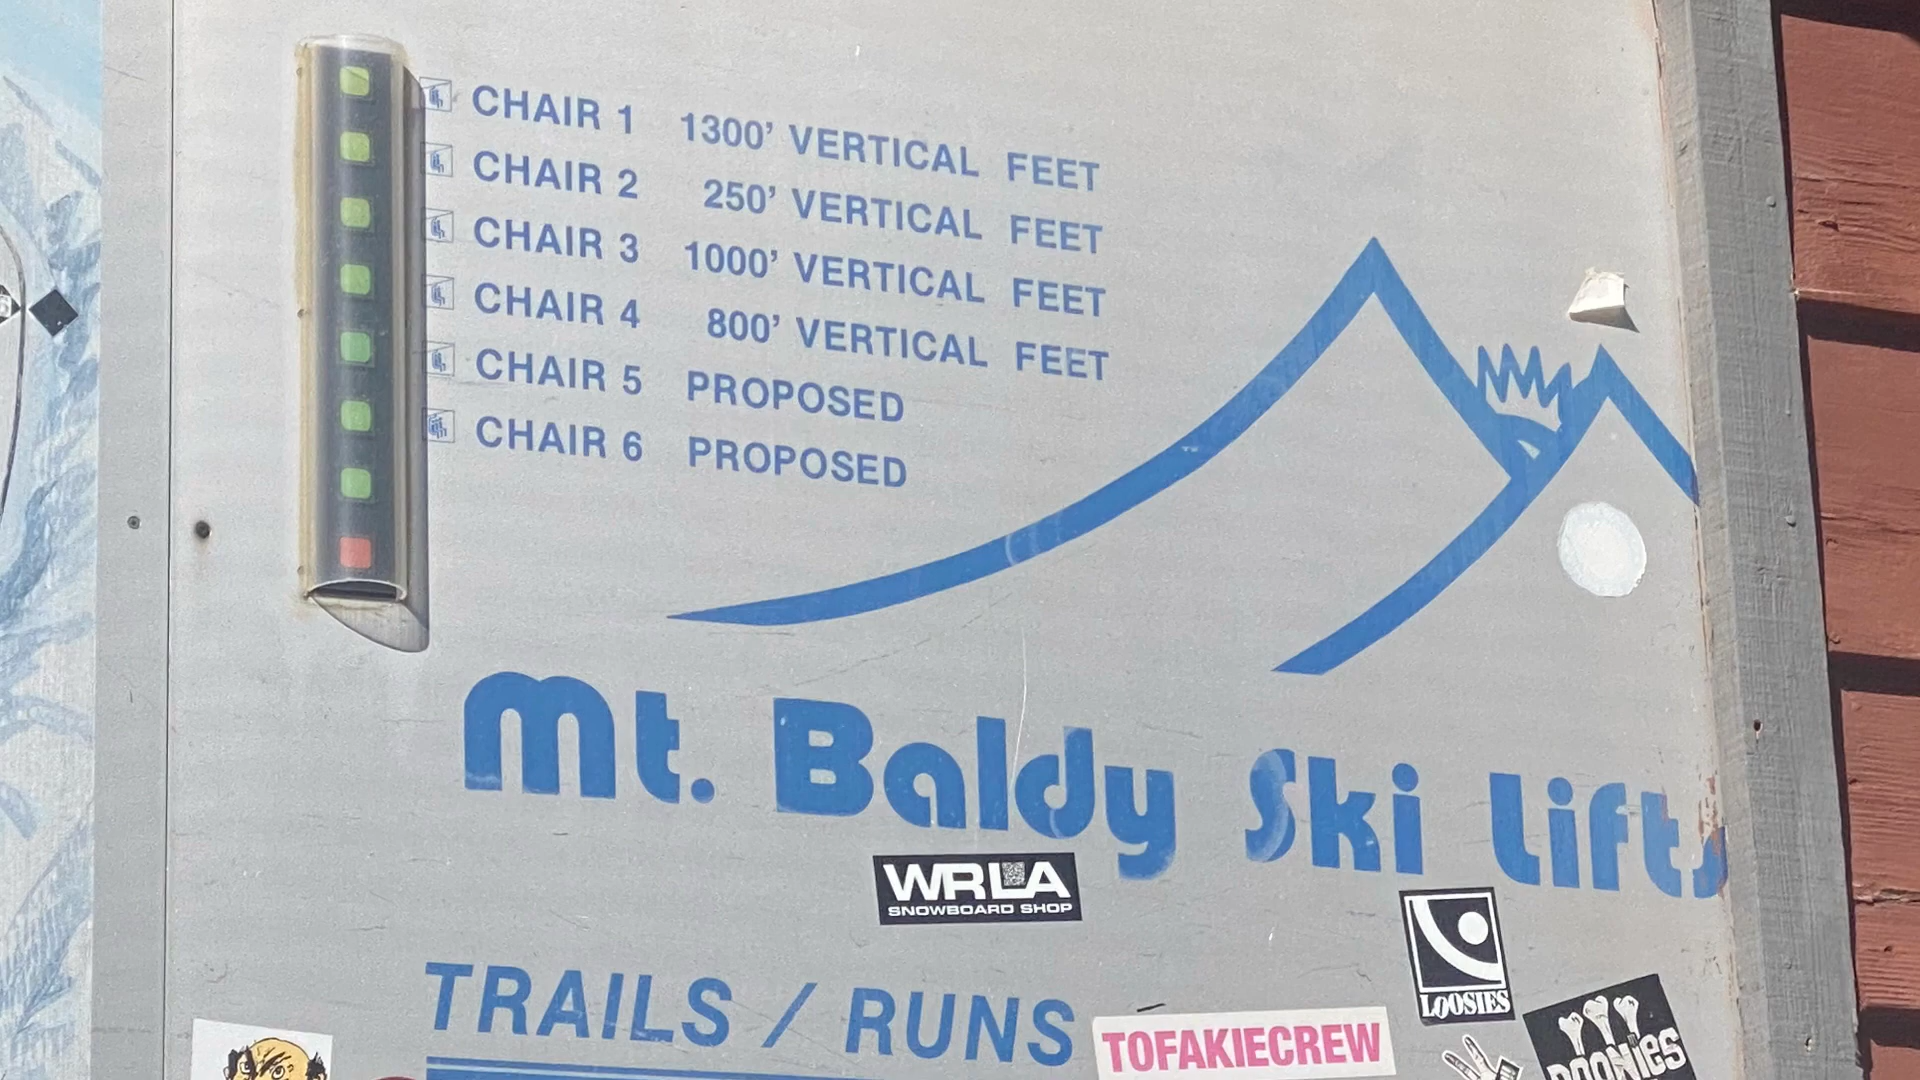 CHAIR 1 1300' VERTICAL FEET
CHAIR 2 250' VERTICAL FEET
CHAIR 3 1000' VERTICAL FEET
CHAIR 4 800' VERTICAL FEET
CHAIR 5 PROPOSED
CHAIR 6 PROPOSED
Mt. Baldy Ski Lifts
WRLA
SNOWBOARD SHOP
LOOSIES
TRAILS / RUNS
TOFAKIECREW